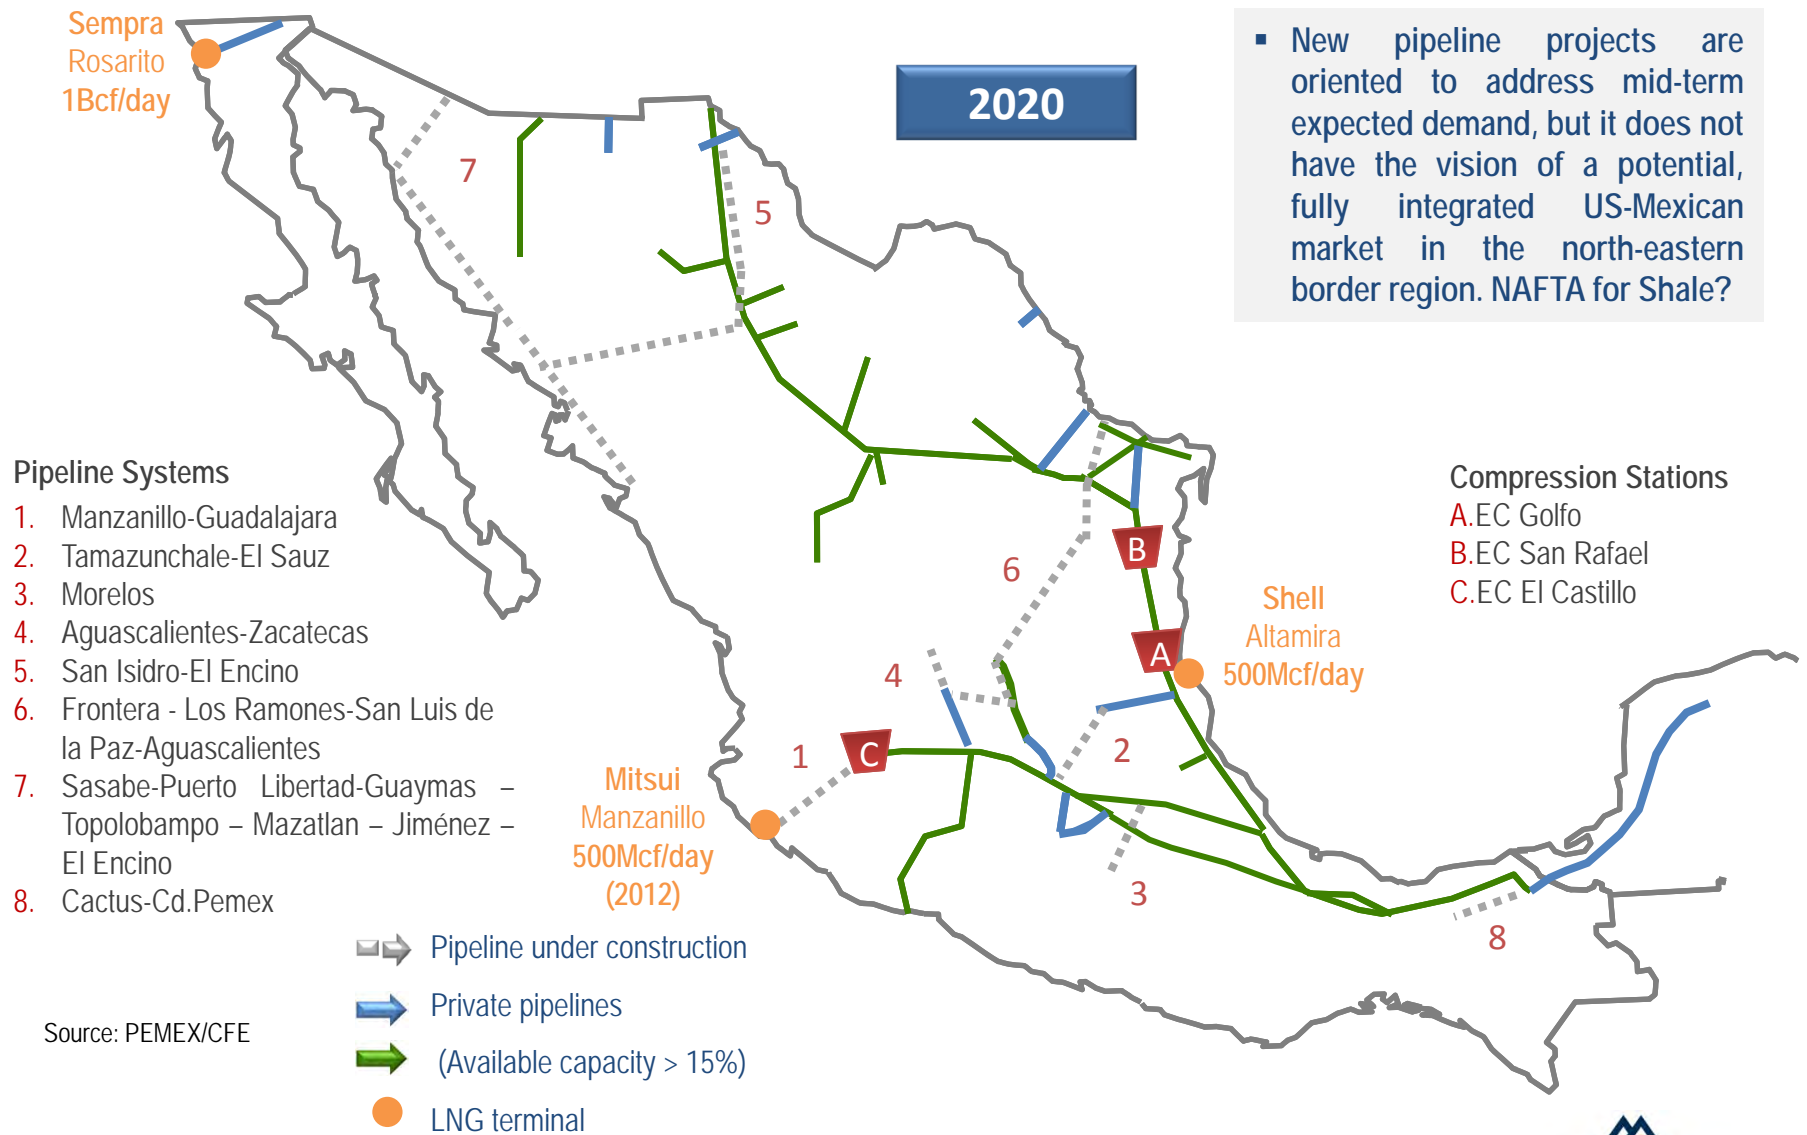 Sempra
Rosarito
1Bcf/day
2020
▪ New pipeline projects are
oriented to address mid-term
expected demand, but it does not
have the vision of a potential,
fully integrated US-Mexican
market in the north-eastern
border region. NAFTA for Shale?
7
5
6
4
1
2
3
8
B
A
C
Shell
Altamira
500Mcf/day
Mitsui
Manzanillo
500Mcf/day
(2012)
Pipeline Systems
1. Manzanillo-Guadalajara
2. Tamazunchale-El Sauz
3. Morelos
4. Aguascalientes-Zacatecas
5. San Isidro-El Encino
6. Frontera - Los Ramones-San Luis de
la Paz-Aguascalientes
7. Sasabe-Puerto Libertad-Guaymas –
Topolobampo – Mazatlan – Jiménez –
El Encino
8. Cactus-Cd.Pemex
Compression Stations
A.EC Golfo
B.EC San Rafael
C.EC El Castillo
Pipeline under construction
Private pipelines
(Available capacity > 15%)
LNG terminal
Source: PEMEX/CFE